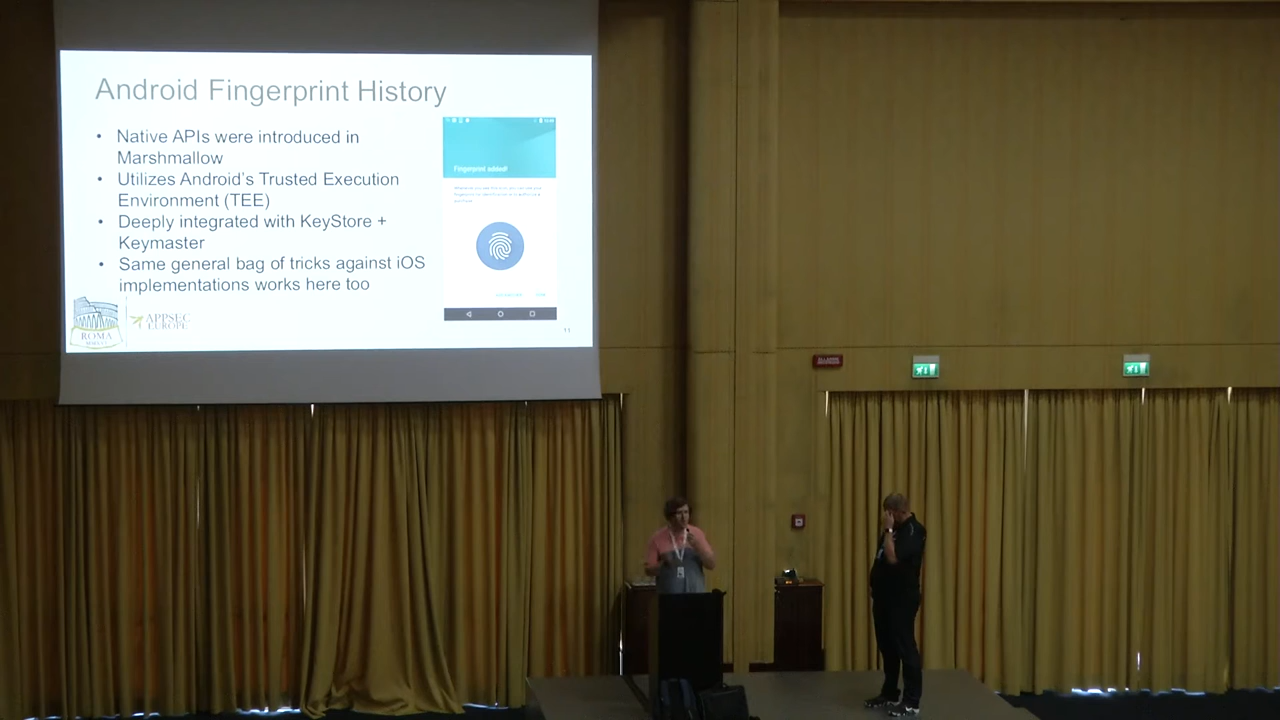 Android Fingerprint History
• Native APIs were introduced in
Marshmallow
• Utilizes Android's Trusted Execution
Environment (TEE)
• Deeply integrated with KeyStore +
Keymaster
• Same general bag of tricks against iOS
implementations works here too
Fingerprint added!
ROMA
APPSEC
EUROPE
11